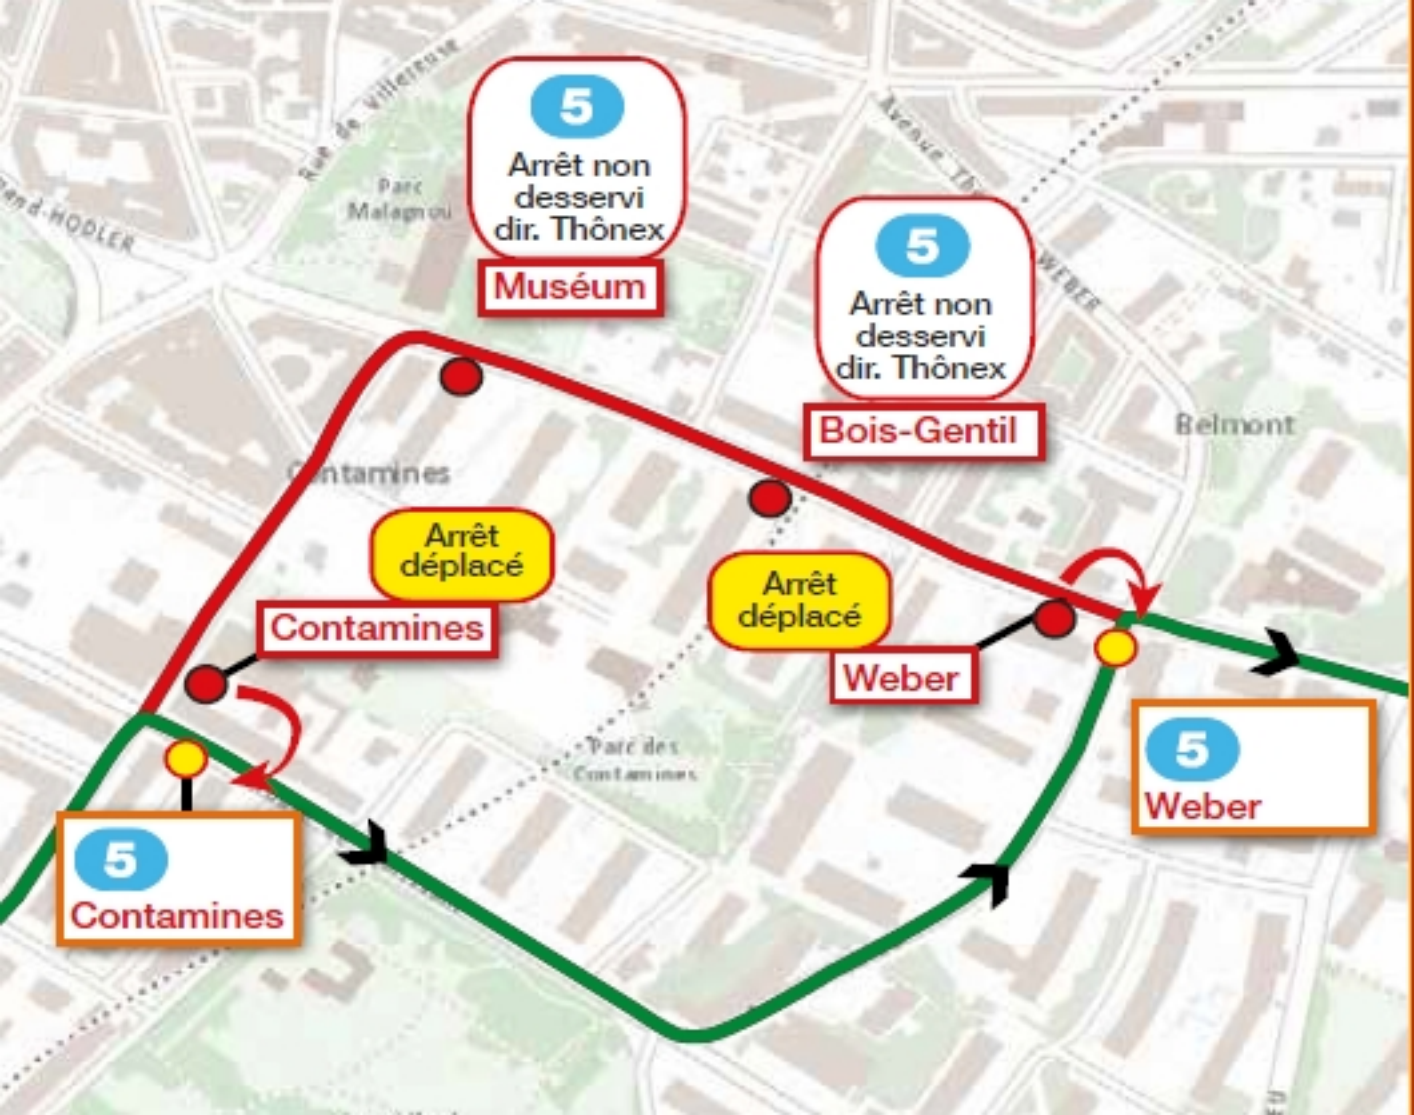 Rue de Villereuse
5
Arrêt non
desservi
dir. Thônex
Muséum
Parc
Malagnou
HODLER
Avenue
WEBER
5
Arrêt non
desservi
dir. Thônex
Bois-Gentil
Belmont
Contamines
Arrêt
déplacé
Contamines
Arrêt
déplacé
Weber
Parc des
Contamines
5
Weber
5
Contamines